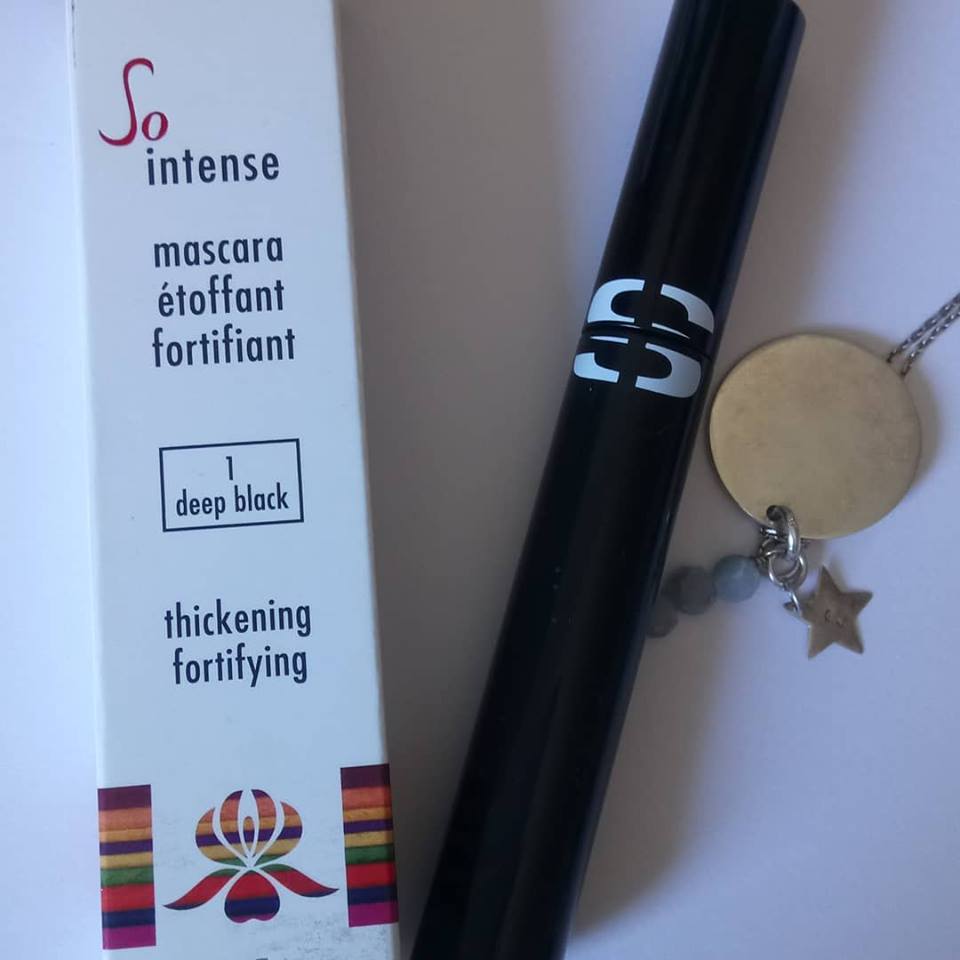 So
intense
mascara
étoffant
fortifiant
1
deep black
thickening
fortifying